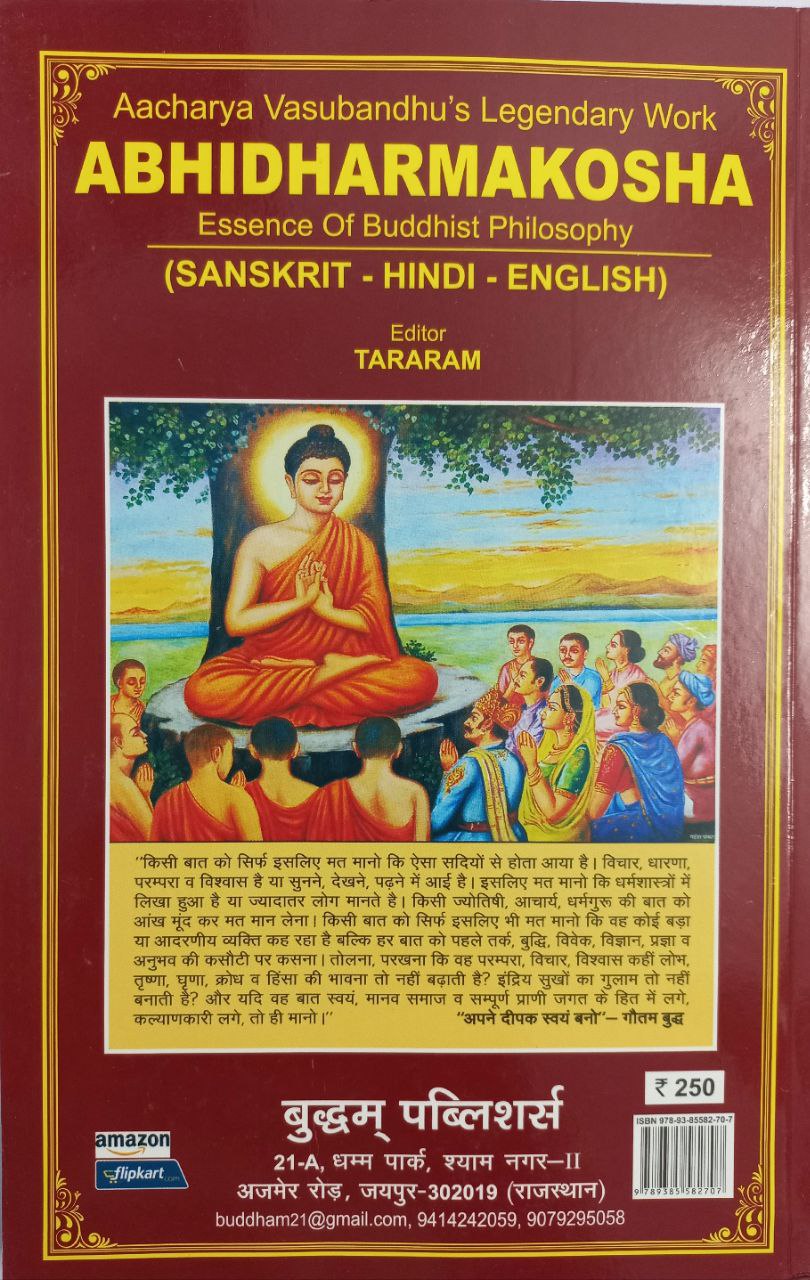 Aacharya Vasubandhu's Legendary Work
ABHIDHARMAKOSHA
Essence Of Buddhist Philosophy
(SANSKRIT - HINDI - ENGLISH)
Editor
TARARAM
"किसी बात को सिर्फ इसलिए मत मानो कि ऐसा सदियों से होता आया है। विचार, धारणा,
परम्परा व विश्वास है या सुनने, देखने, पढ़ने में आई है। इसलिए मत मानो कि धर्मशास्त्रों में
लिखा हुआ है या ज्यादातर लोग मानते है। किसी ज्योतिषी, आचार्य, धर्मगुरू की बात को
आंख मूंद कर मत मान लेना। किसी बात को सिर्फ इसलिए भी मत मानो कि वह कोई बड़ा
या आदरणीय व्यक्ति कह रहा है बल्कि हर बात को पहले तर्क, बुद्धि, विवेक, विज्ञान, प्रज्ञा व
अनुभव की कसौटी पर कसना। तोलना, परखना कि वह परम्परा, विचार, विश्वास कहीं लोभ,
तृष्णा, घृणा, क्रोध व हिंसा की भावना तो नहीं बढ़ाती है? इंद्रिय सुखों का गुलाम तो नहीं
बनाती है? और यदि वह बात स्वयं, मानव समाज व सम्पूर्ण प्राणी जगत के हित में लगे,
कल्याणकारी लगे, तो ही मानो।" "अपने दीपक स्वयं बनो"– गौतम बुद्ध
₹ 250
बुद्धम् पब्लिशर्स
ISBN 978-93-85582-70-7
amazon
flipkart.com
21-A, धम्म पार्क, श्याम नगर–II
अजमेर रोड़, जयपुर-302019 (राजस्थान)
9 789385 582707
buddham21@gmail.com, 9414242059, 9079295058